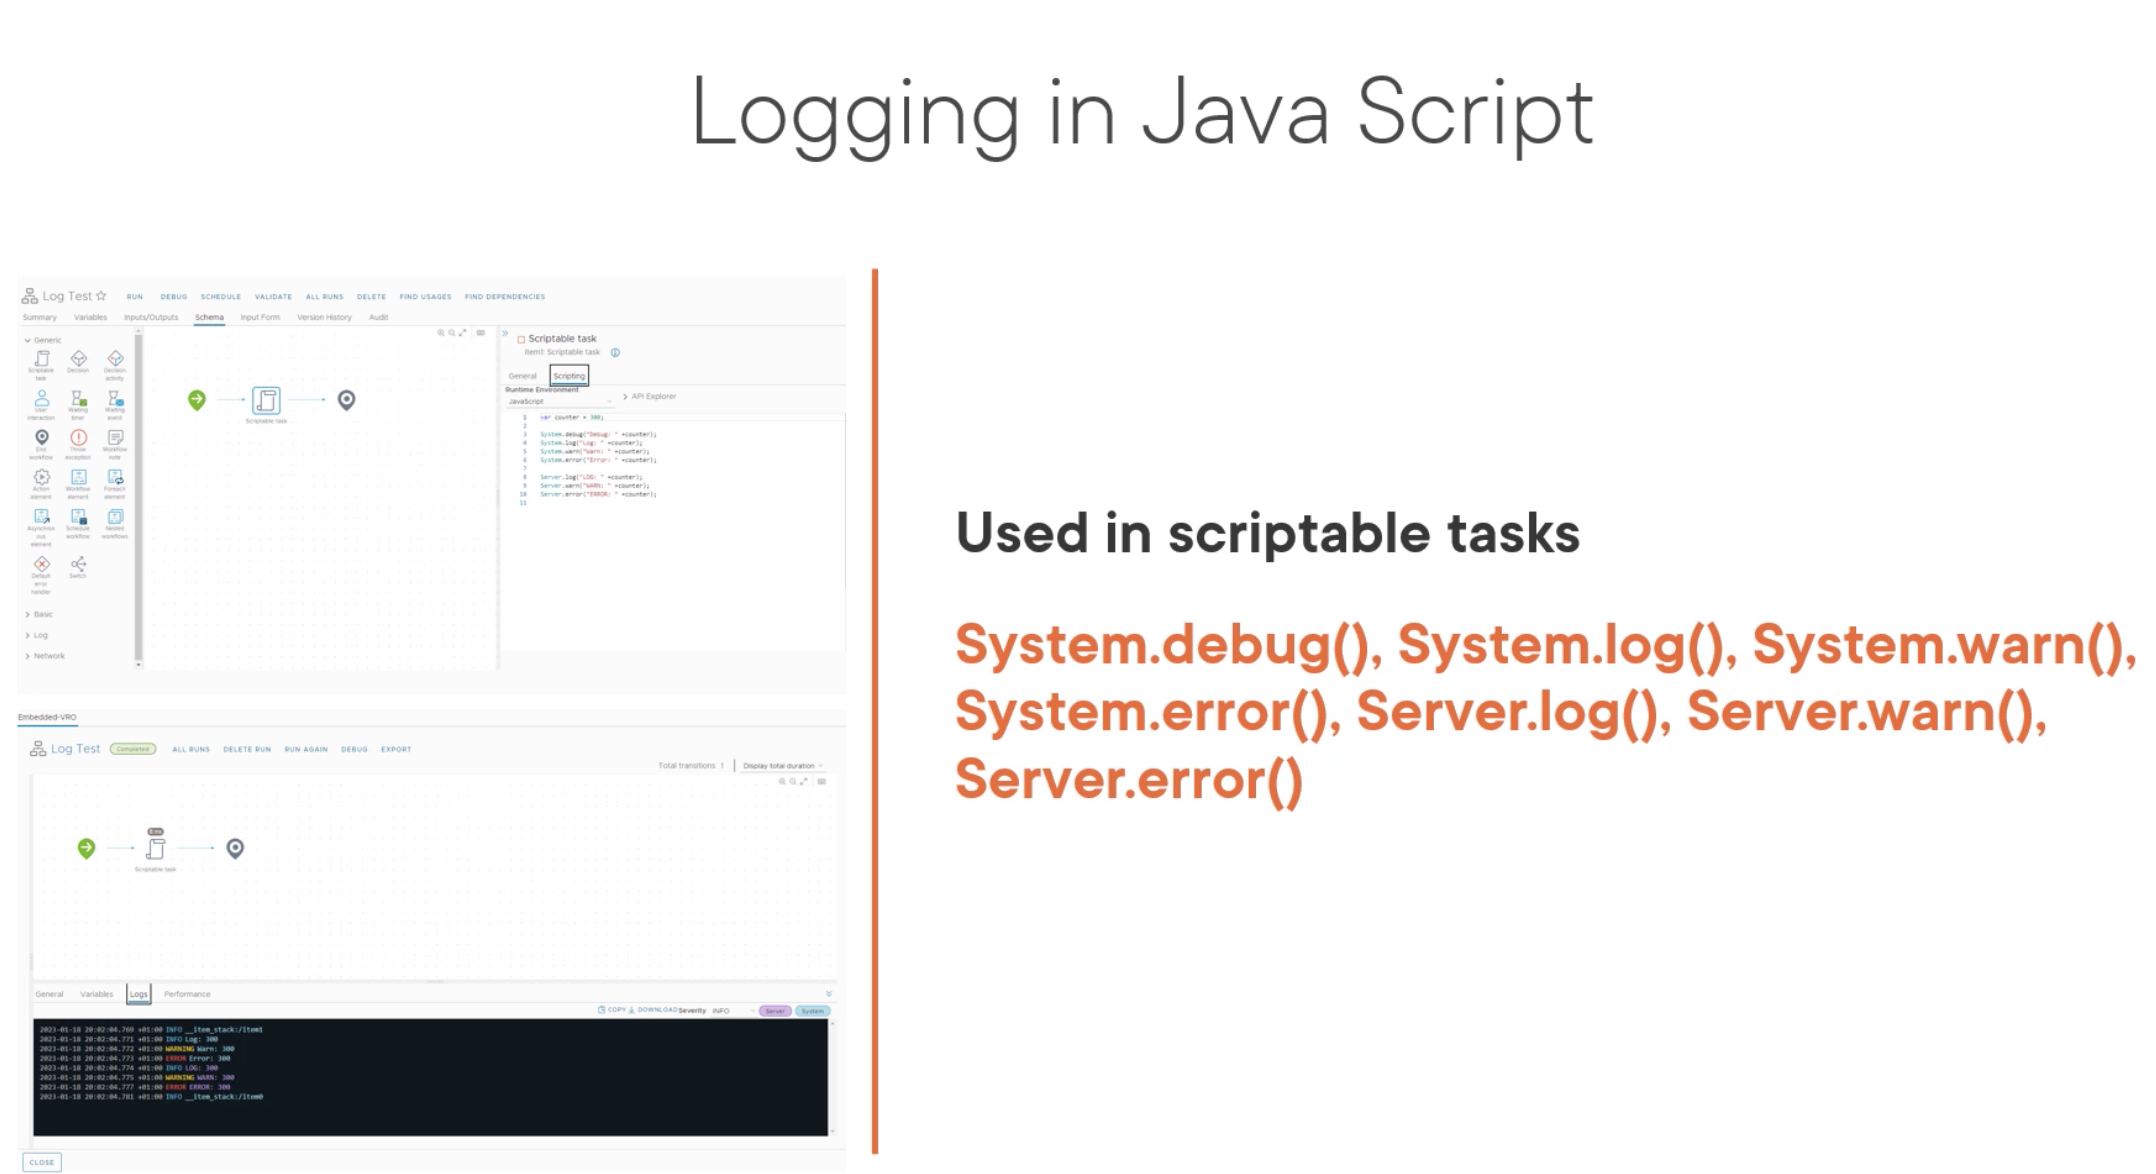 Logging in Java Script
Log Test
RUN DEBUG SCHEDULE VALIDATE ALL RUNS DELETE FIND USAGES FIND DEPENDENCIES
Summary Variables Inputs/Outputs Schema Input Form Version History Audit
Generic
Scriptable task
Decision
Decision activity
User interaction
Waiting timer
Waiting event
End workflow
Throw exception
Workflow note
Action element
Workflow element
Foreach element
Asynchronous element
Schedule workflow
Nested workflows
Default error handler
Switch
Basic
Log
Network
Scriptable task
Scriptable task
Item1: Scriptable task
General Scripting
Runtime Environment
JavaScript
API Explorer
1 var counter = 300;
2
3 System.debug("Debug: " +counter);
4 System.log("Log: " +counter);
5 System.warn("Warn: " +counter);
6 System.error("Error: " +counter);
7
8 Server.log("LOG: " +counter);
9 Server.warn("WARN: " +counter);
10 Server.error("ERROR: " +counter);
11
Embedded-VRO
Log Test Completed ALL RUNS DELETE RUN RUN AGAIN DEBUG EXPORT
Total transitions 1 Display total duration
Scriptable task
General Variables Logs Performance
COPY DOWNLOAD Severity INFO Server System
2023-01-18 20:02:04.769 +01:00 INFO __item_stack:/item1
2023-01-18 20:02:04.771 +01:00 INFO Log: 300
2023-01-18 20:02:04.772 +01:00 WARNING Warn: 300
2023-01-18 20:02:04.773 +01:00 ERROR Error: 300
2023-01-18 20:02:04.774 +01:00 INFO LOG: 300
2023-01-18 20:02:04.775 +01:00 WARNING WARN: 300
2023-01-18 20:02:04.777 +01:00 ERROR ERROR: 300
2023-01-18 20:02:04.781 +01:00 INFO __item_stack:/item0
CLOSE
Used in scriptable tasks
System.debug(), System.log(), System.warn(),
System.error(), Server.log(), Server.warn(),
Server.error()